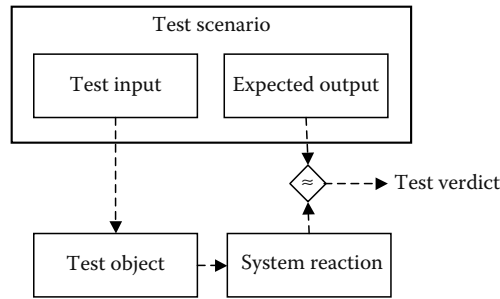 Test scenario
Test input
Expected output
≈
Test verdict
Test object
System reaction